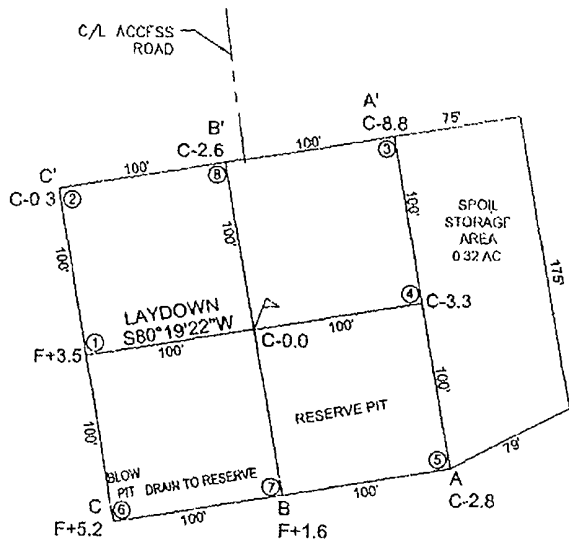 C/L ACCESS
ROAD
A'
C-8.8
75'
B'
C-2.6
100'
C'
C-0.3
100'
②
⑧
③
100'
100'
100'
SPOIL
STORAGE
AREA
0.32 AC
175'
LAYDOWN
S80°19'22"W
①
F+3.5
100'
C-0.0
100'
④
C-3.3
100'
100'
RESERVE PIT
BLOW
PIT
DRAIN TO RESERVE
C
⑥
F+5.2
100'
⑦
B
F+1.6
100'
⑤
A
C-2.8
79'